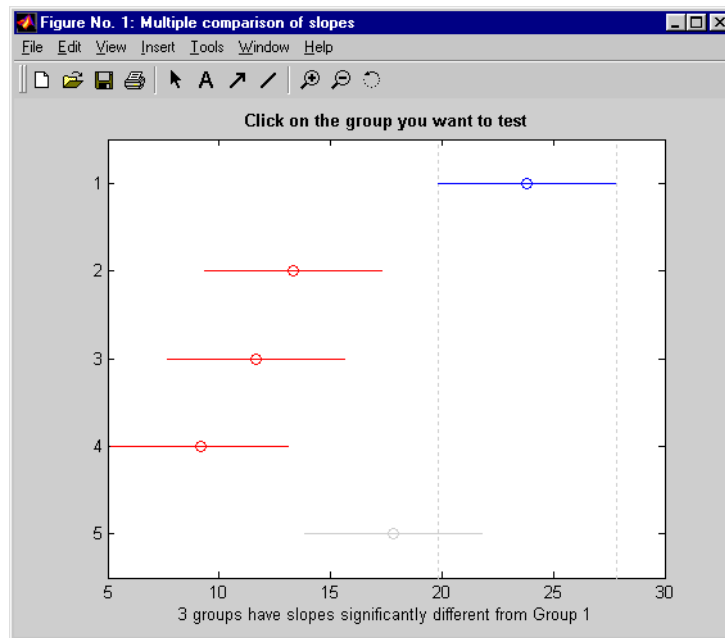 Figure No. 1: Multiple comparison of slopes
File Edit View Insert Tools Window Help
A
Click on the group you want to test
1
2
3
4
5
5 10 15 20 25 30
3 groups have slopes significantly different from Group 1